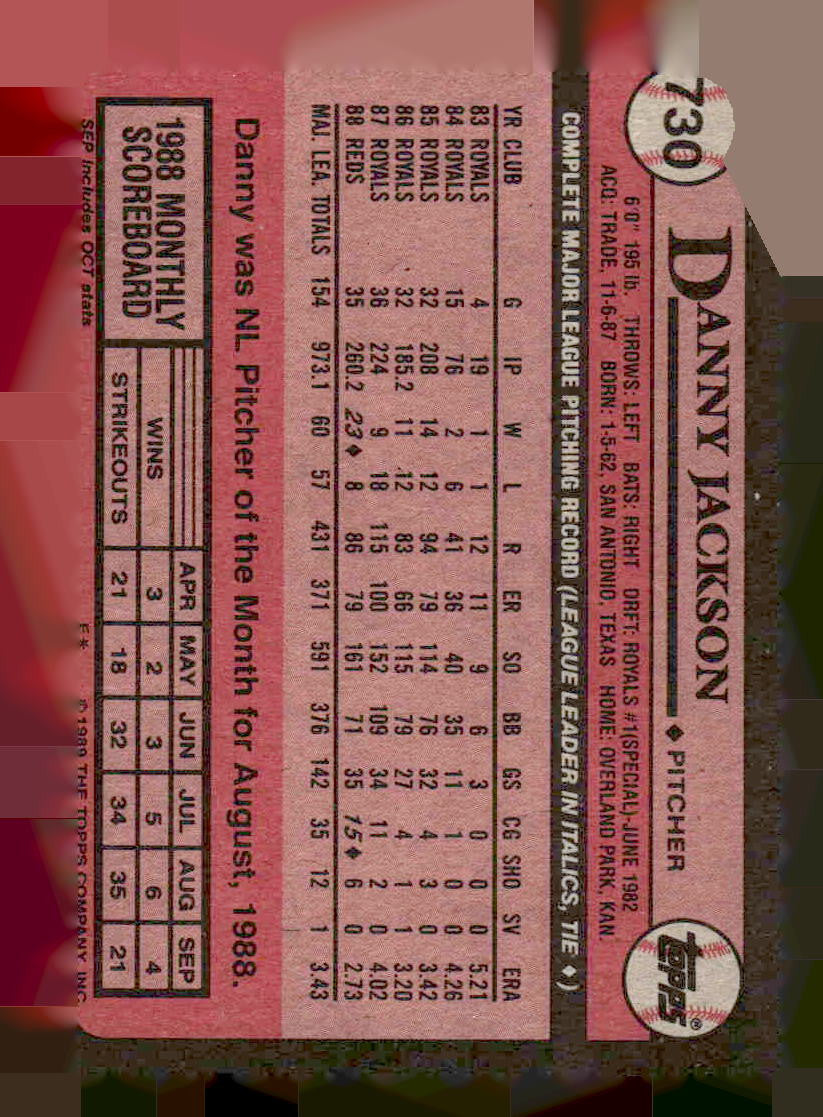 730
DANNY JACKSON ◆ PITCHER
topps®
6'0" 195 lb. THROWS: LEFT BATS: RIGHT DRFT: ROYALS #1(SPECIAL)-JUNE 1982
ACQ: TRADE, 11-6-87 BORN: 1-5-62, SAN ANTONIO, TEXAS HOME: OVERLAND PARK, KAN.
COMPLETE MAJOR LEAGUE PITCHING RECORD (LEAGUE LEADER IN ITALICS, TIE ◆)
YR CLUB G IP W L R ER SO BB GS CG SHO SV ERA
83 ROYALS 4 19 1 1 12 11 9 6 3 0 0 0 5.21
84 ROYALS 15 76 2 6 41 36 40 35 11 1 0 0 4.26
85 ROYALS 32 208 14 12 94 79 114 76 32 4 3 0 3.42
86 ROYALS 32 185.2 11 12 83 66 115 79 27 4 1 1 3.20
87 ROYALS 36 224 9 18 115 100 152 109 34 11 2 0 4.02
88 REDS 35 260.2 23◆ 8 86 79 161 71 35 15◆ 6 0 2.73
MAJ. LEA. TOTALS 154 973.1 60 57 431 371 591 376 142 35 12 1 3.43
Danny was NL Pitcher of the Month for August, 1988.
1988 MONTHLY
SCOREBOARD
APR MAY JUN JUL AUG SEP
WINS 3 2 3 5 6 4
STRIKEOUTS 21 18 32 34 35 21
SEP includes OCT stats F* © 1989 THE TOPPS COMPANY, INC.